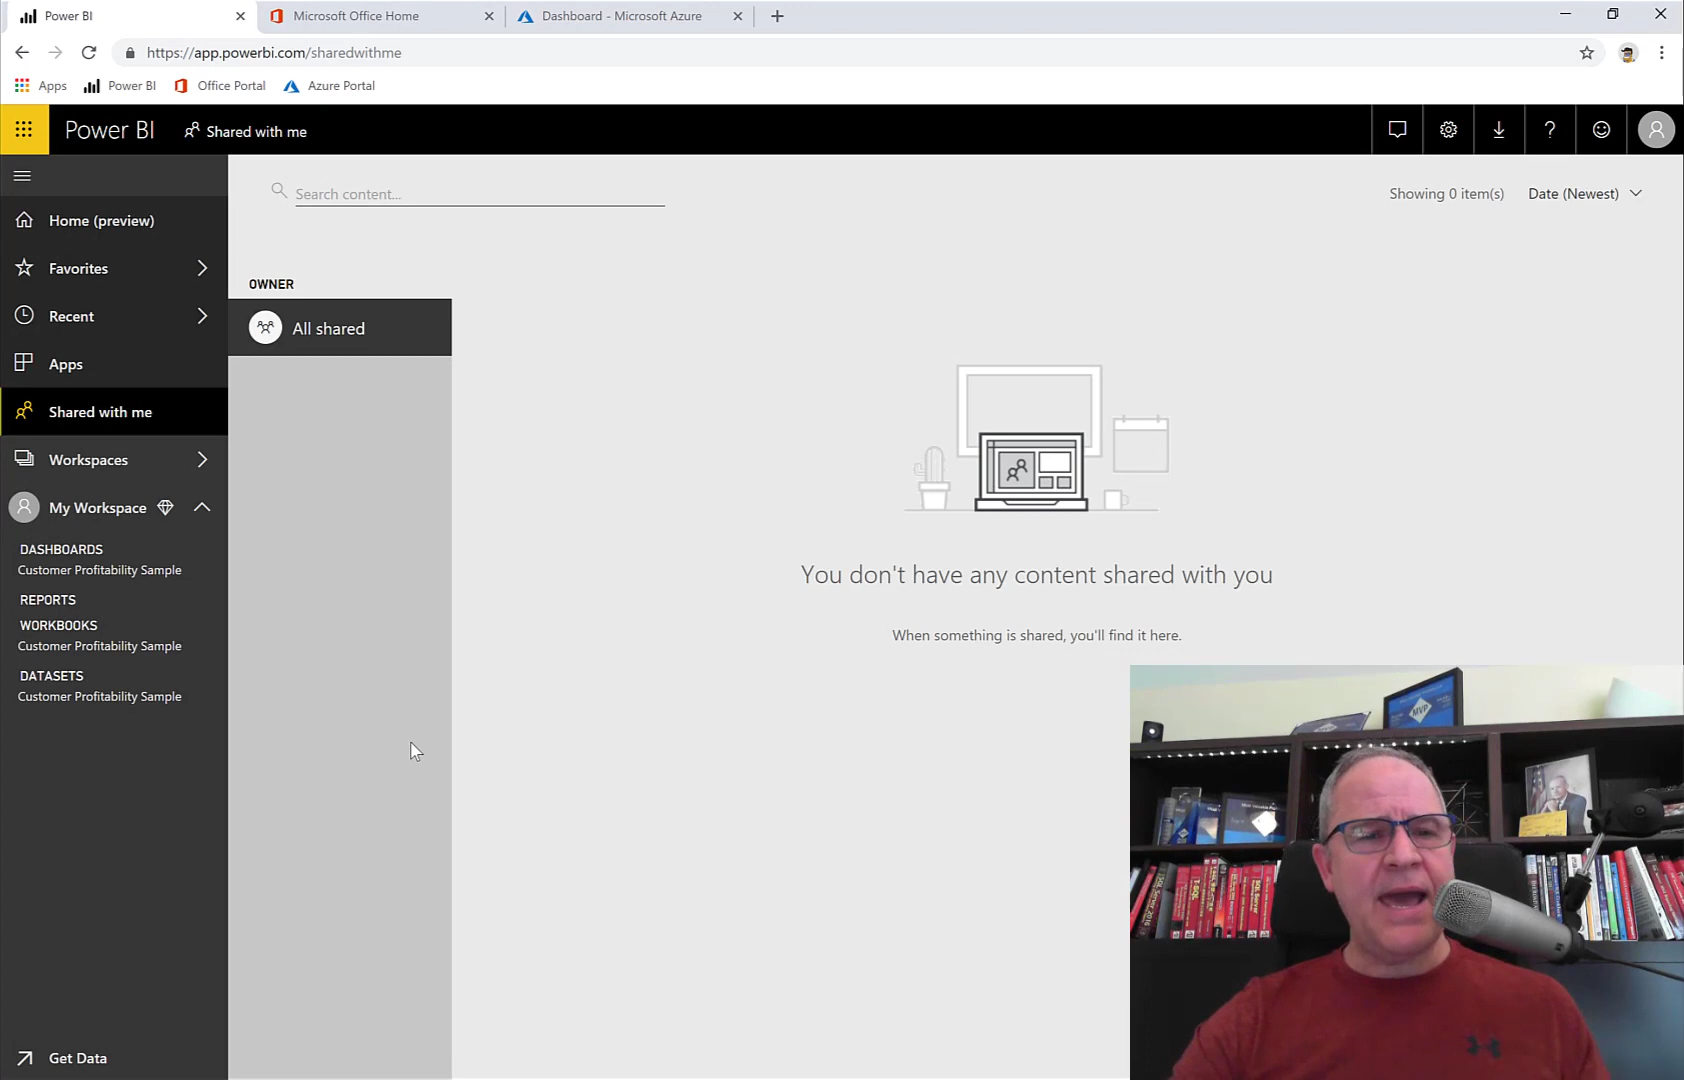 Power BI
Microsoft Office Home
Dashboard - Microsoft Azure
https://app.powerbi.com/sharedwithme
Apps
Power BI
Office Portal
Azure Portal
Power BI
Shared with me
Search content...
Showing 0 item(s)
Date (Newest)
Home (preview)
Favorites
Recent
Apps
Shared with me
Workspaces
My Workspace
DASHBOARDS
Customer Profitability Sample
REPORTS
WORKBOOKS
Customer Profitability Sample
DATASETS
Customer Profitability Sample
Get Data
OWNER
All shared
You don't have any content shared with you
When something is shared, you'll find it here.
MVP
T-SQL